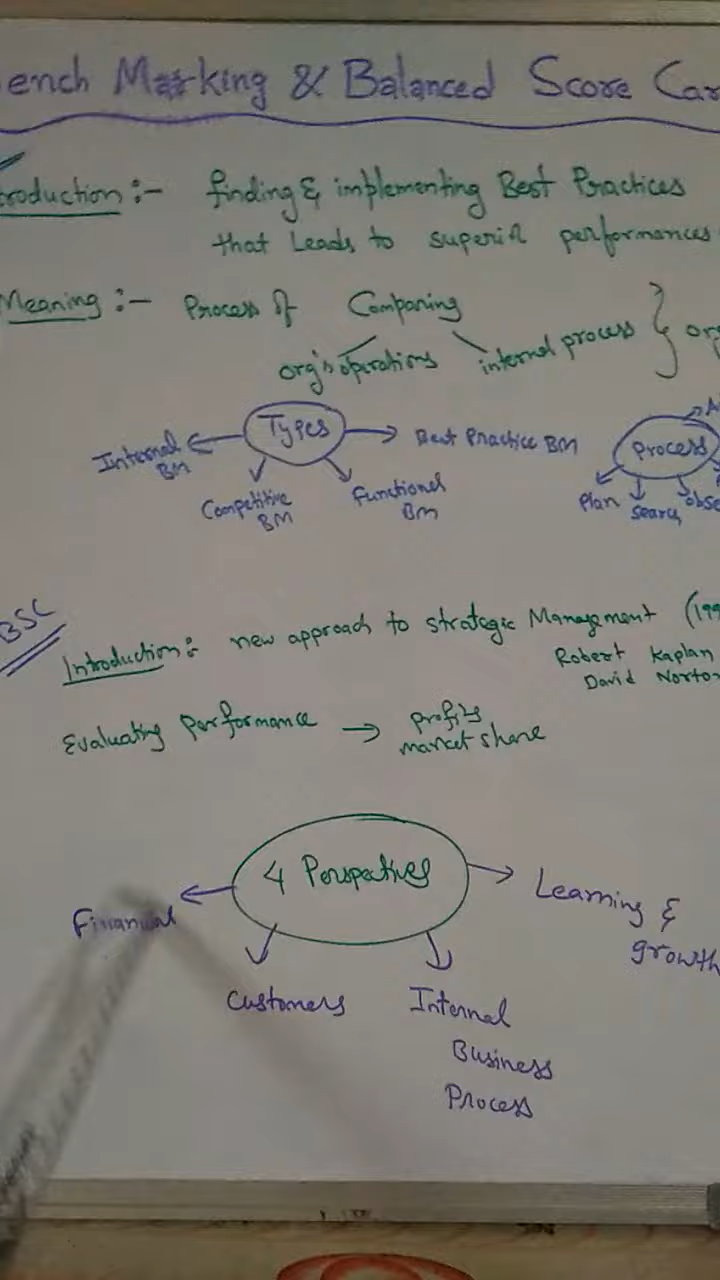 ench Marking & Balanced Score Car
troduction :- finding & implementing Best Practices
that Leads to superior performances
Meaning :- Process of Comparing
org's operations internal process } org
Types
Internal BM
Competitive BM
Functional BM
Best Practice BM
Process
Plan
Search
obse
A
BSC
Introduction: new approach to strategic Management (199
Robert Kaplan
David Norton
Evaluating Performance → profits
market share
4 Perspectives
Financial
Customers
Internal
Business
Process
Learning &
growth